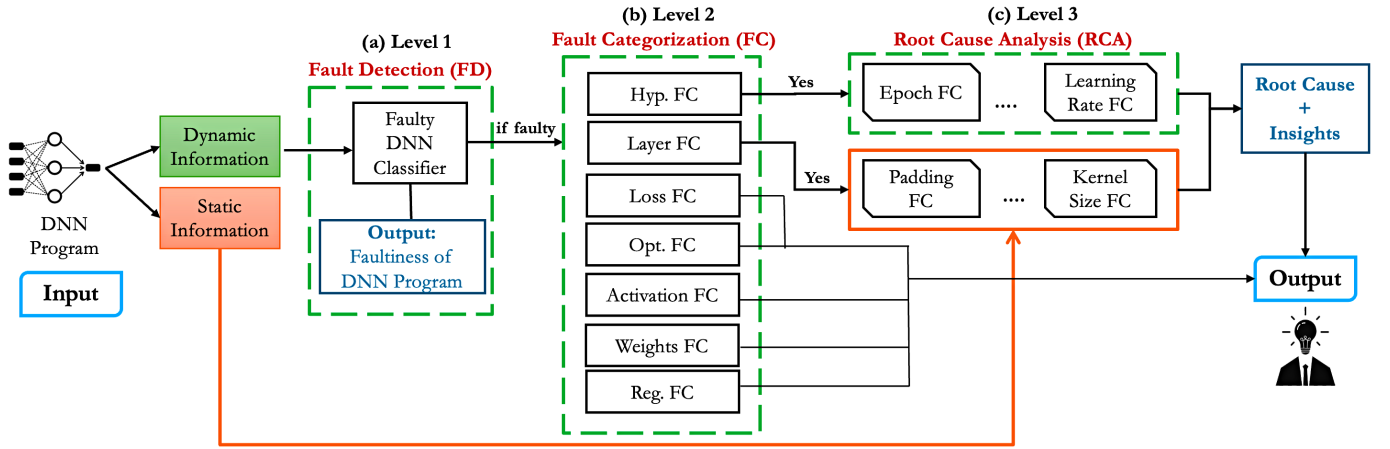 (a) Level 1
Fault Detection (FD)
(b) Level 2
Fault Categorization (FC)
(c) Level 3
Root Cause Analysis (RCA)
DNN
Program
Input
Dynamic
Information
Static
Information
Faulty
DNN
Classifier
Output:
Faultiness of
DNN Program
if faulty
Hyp. FC
Layer FC
Loss FC
Opt. FC
Activation FC
Weights FC
Reg. FC
Yes
Yes
Epoch FC
....
Learning
Rate FC
Padding
FC
....
Kernel
Size FC
Root Cause
+
Insights
Output